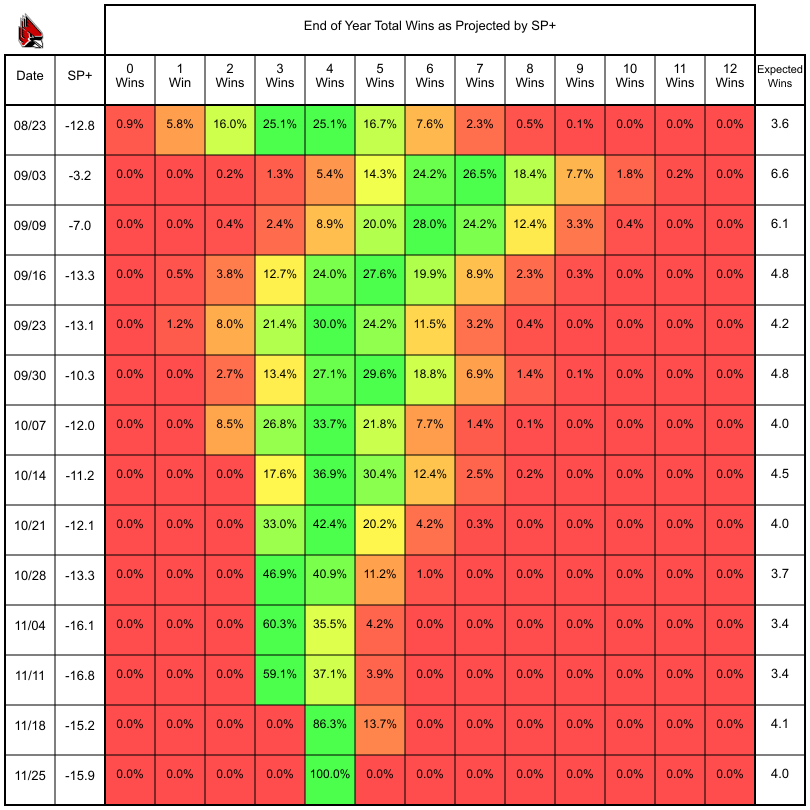 End of Year Total Wins as Projected by SP+
Date SP+ 0 Wins 1 Win 2 Wins 3 Wins 4 Wins 5 Wins 6 Wins 7 Wins 8 Wins 9 Wins 10 Wins 11 Wins 12 Wins Expected Wins
08/23 -12.8 0.9% 5.8% 16.0% 25.1% 25.1% 16.7% 7.6% 2.3% 0.5% 0.1% 0.0% 0.0% 0.0% 3.6
09/03 -3.2 0.0% 0.0% 0.2% 1.3% 5.4% 14.3% 24.2% 26.5% 18.4% 7.7% 1.8% 0.2% 0.0% 6.6
09/09 -7.0 0.0% 0.0% 0.4% 2.4% 8.9% 20.0% 28.0% 24.2% 12.4% 3.3% 0.4% 0.0% 0.0% 6.1
09/16 -13.3 0.0% 0.5% 3.8% 12.7% 24.0% 27.6% 19.9% 8.9% 2.3% 0.3% 0.0% 0.0% 0.0% 4.8
09/23 -13.1 0.0% 1.2% 8.0% 21.4% 30.0% 24.2% 11.5% 3.2% 0.4% 0.0% 0.0% 0.0% 0.0% 4.2
09/30 -10.3 0.0% 0.0% 2.7% 13.4% 27.1% 29.6% 18.8% 6.9% 1.4% 0.1% 0.0% 0.0% 0.0% 4.8
10/07 -12.0 0.0% 0.0% 8.5% 26.8% 33.7% 21.8% 7.7% 1.4% 0.1% 0.0% 0.0% 0.0% 0.0% 4.0
10/14 -11.2 0.0% 0.0% 0.0% 17.6% 36.9% 30.4% 12.4% 2.5% 0.2% 0.0% 0.0% 0.0% 0.0% 4.5
10/21 -12.1 0.0% 0.0% 0.0% 33.0% 42.4% 20.2% 4.2% 0.3% 0.0% 0.0% 0.0% 0.0% 0.0% 4.0
10/28 -13.3 0.0% 0.0% 0.0% 46.9% 40.9% 11.2% 1.0% 0.0% 0.0% 0.0% 0.0% 0.0% 0.0% 3.7
11/04 -16.1 0.0% 0.0% 0.0% 60.3% 35.5% 4.2% 0.0% 0.0% 0.0% 0.0% 0.0% 0.0% 0.0% 3.4
11/11 -16.8 0.0% 0.0% 0.0% 59.1% 37.1% 3.9% 0.0% 0.0% 0.0% 0.0% 0.0% 0.0% 0.0% 3.4
11/18 -15.2 0.0% 0.0% 0.0% 0.0% 86.3% 13.7% 0.0% 0.0% 0.0% 0.0% 0.0% 0.0% 0.0% 4.1
11/25 -15.9 0.0% 0.0% 0.0% 0.0% 100.0% 0.0% 0.0% 0.0% 0.0% 0.0% 0.0% 0.0% 0.0% 4.0